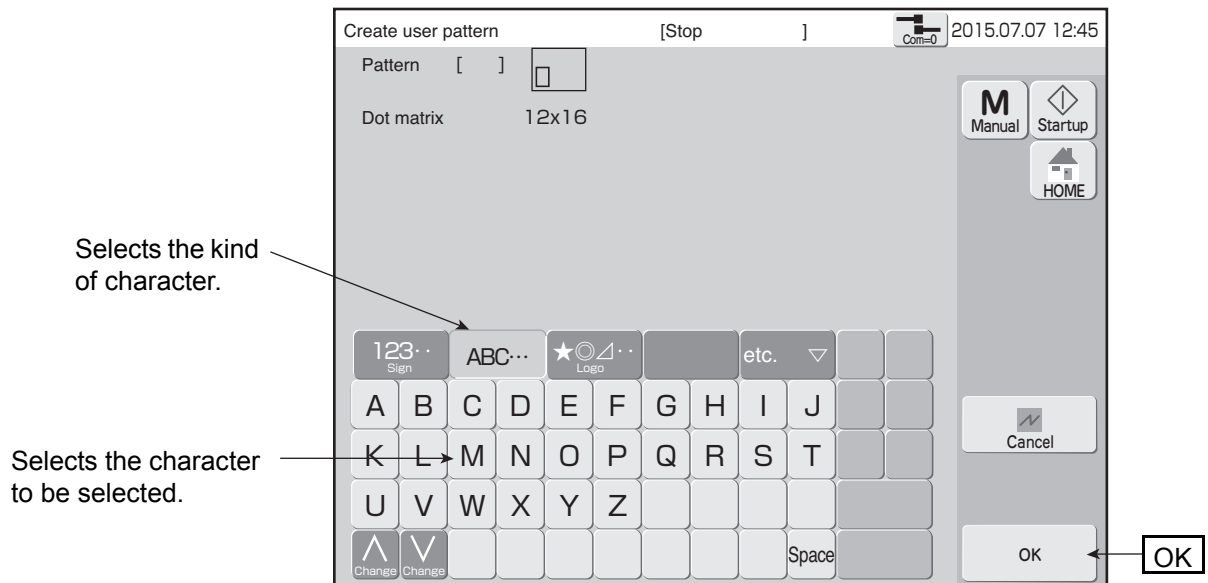 Create user pattern [Stop ] Com=0 2015.07.07 12:45
Pattern [ ]
Dot matrix 12x16
M
Manual
Startup
HOME
Selects the kind
of character.
123‥
Sign
ABC…
★◎⊿‥
Logo
etc. ▽
A B C D E F G H I J
Cancel
Selects the character
to be selected.
K L M N O P Q R S T
U V W X Y Z
Change
Change
Space
OK
OK